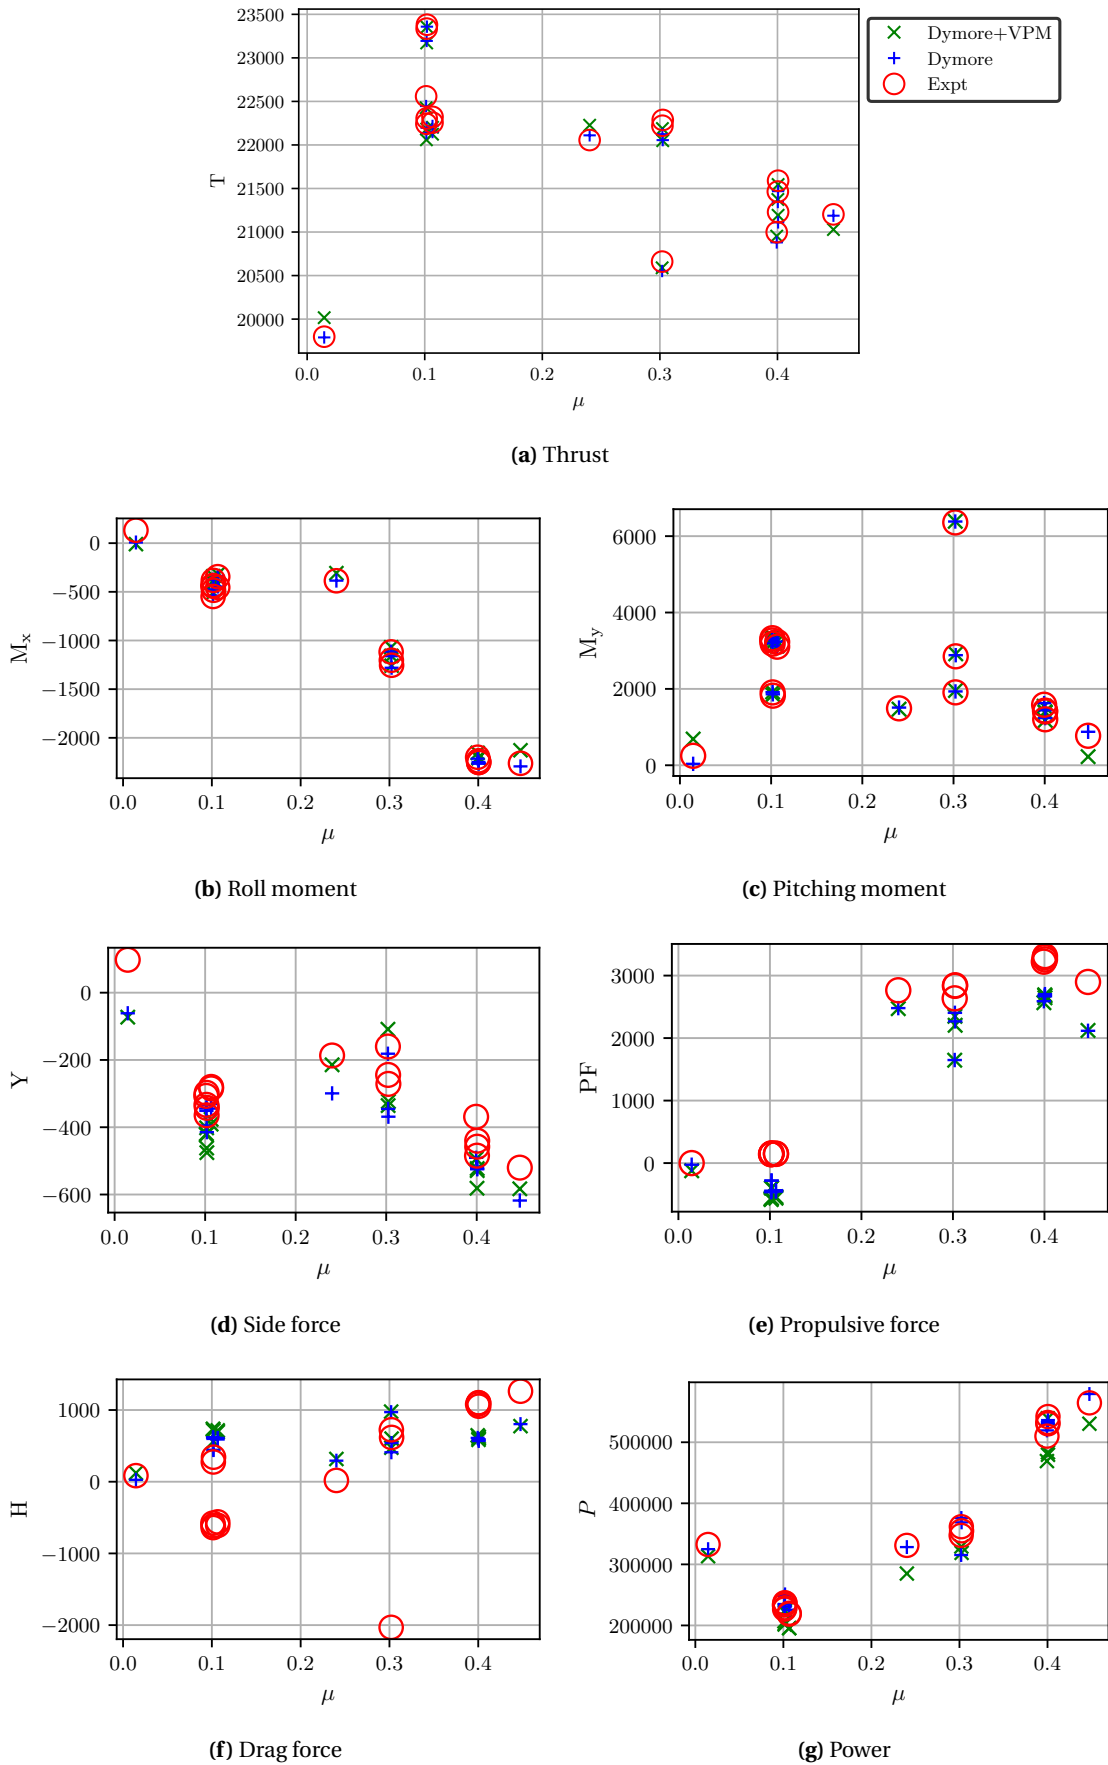 23500
23000
22500
22000
21500
21000
20500
20000
T
0.0 0.1 0.2 0.3 0.4
μ
Dymore+VPM
Dymore
Expt
(a) Thrust
0
−500
−1000
−1500
−2000
Mx
0.0 0.1 0.2 0.3 0.4
μ
(b) Roll moment
6000
4000
2000
0
My
0.0 0.1 0.2 0.3 0.4
μ
(c) Pitching moment
0
−200
−400
−600
Y
0.0 0.1 0.2 0.3 0.4
μ
(d) Side force
3000
2000
1000
0
PF
0.0 0.1 0.2 0.3 0.4
μ
(e) Propulsive force
1000
0
−1000
−2000
H
0.0 0.1 0.2 0.3 0.4
μ
(f) Drag force
500000
400000
300000
200000
P
0.0 0.1 0.2 0.3 0.4
μ
(g) Power